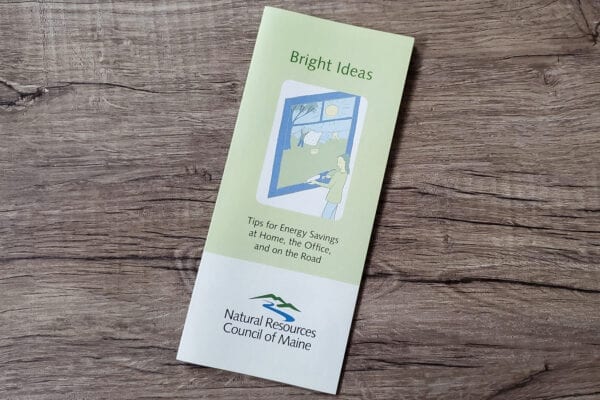 Bright Ideas
Tips for Energy Savings
at Home, the Office,
and on the Road
Natural Resources
Council of Maine